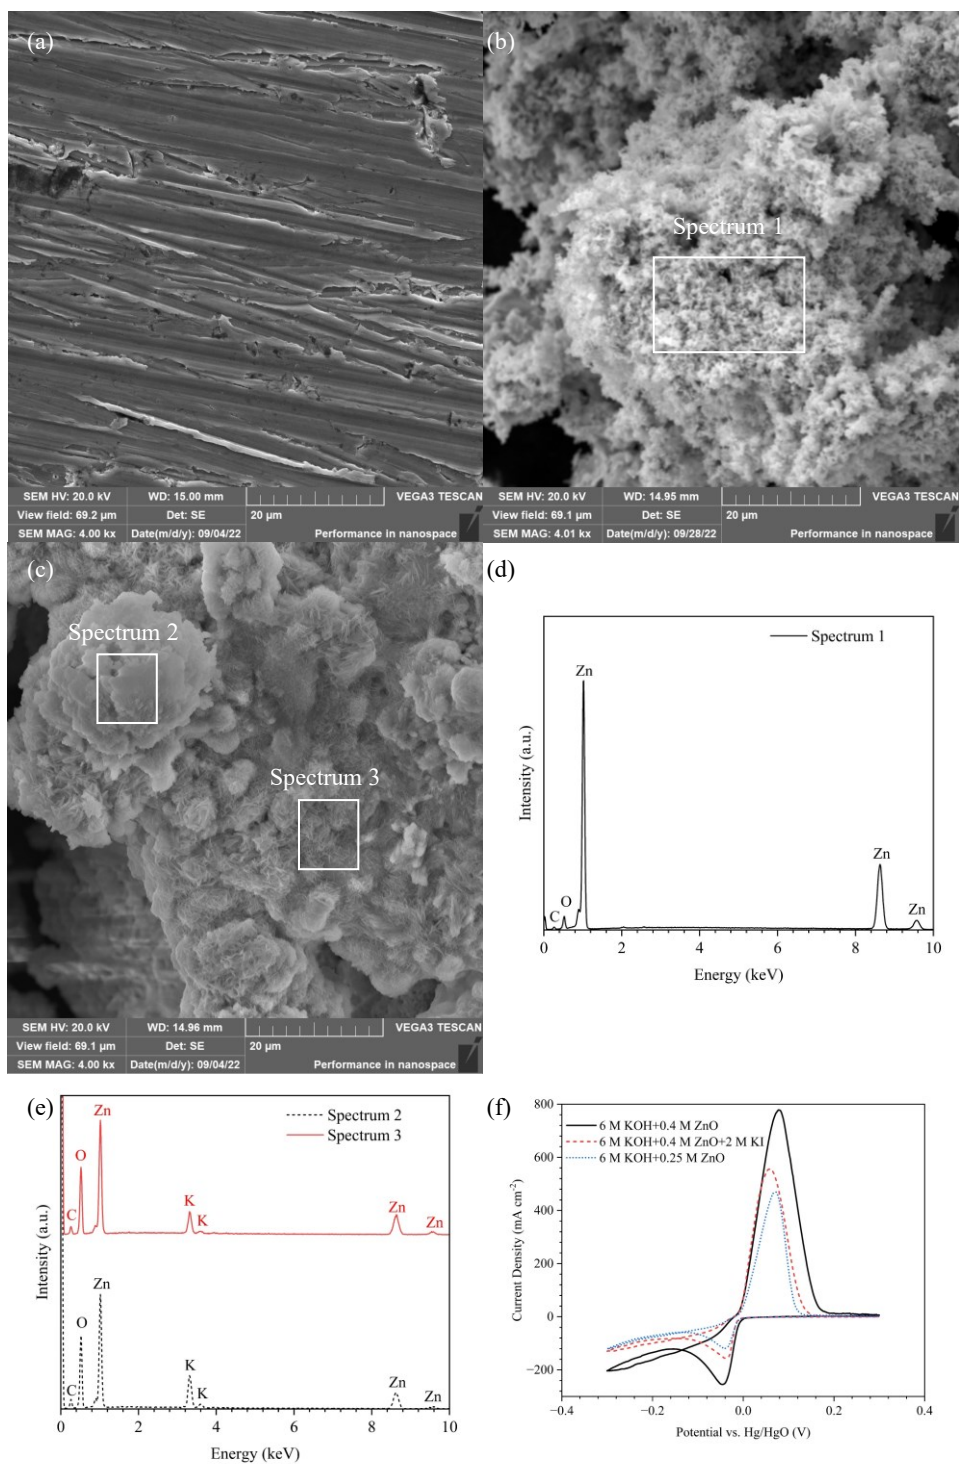 (a)
SEM HV: 20.0 kV WD: 15.00 mm VEGA3 TESCAN
View field: 69.2 µm Det: SE 20 µm
SEM MAG: 4.00 kx Date(m/d/y): 09/04/22 Performance in nanospace
(b)
Spectrum 1
SEM HV: 20.0 kV WD: 14.95 mm VEGA3 TESCAN
View field: 69.1 µm Det: SE 20 µm
SEM MAG: 4.01 kx Date(m/d/y): 09/28/22 Performance in nanospace
(c)
Spectrum 2
Spectrum 3
SEM HV: 20.0 kV WD: 14.96 mm VEGA3 TESCAN
View field: 69.1 µm Det: SE 20 µm
SEM MAG: 4.00 kx Date(m/d/y): 09/04/22 Performance in nanospace
(d)
Spectrum 1
Zn
Zn
O
C
Zn
Intensity (a.u.)
0 2 4 6 8 10
Energy (keV)
(e)
Spectrum 2
Spectrum 3
Zn
O
C
K
K
Zn
Zn
Zn
O
C
K
K
Zn
Zn
Intensity (a.u.)
0 2 4 6 8 10
Energy (keV)
(f)
6 M KOH+0.4 M ZnO
6 M KOH+0.4 M ZnO+2 M KI
6 M KOH+0.25 M ZnO
800
600
400
200
0
−200
Current Density (mA cm⁻²)
−0.4 −0.2 0.0 0.2 0.4
Potential vs. Hg/HgO (V)